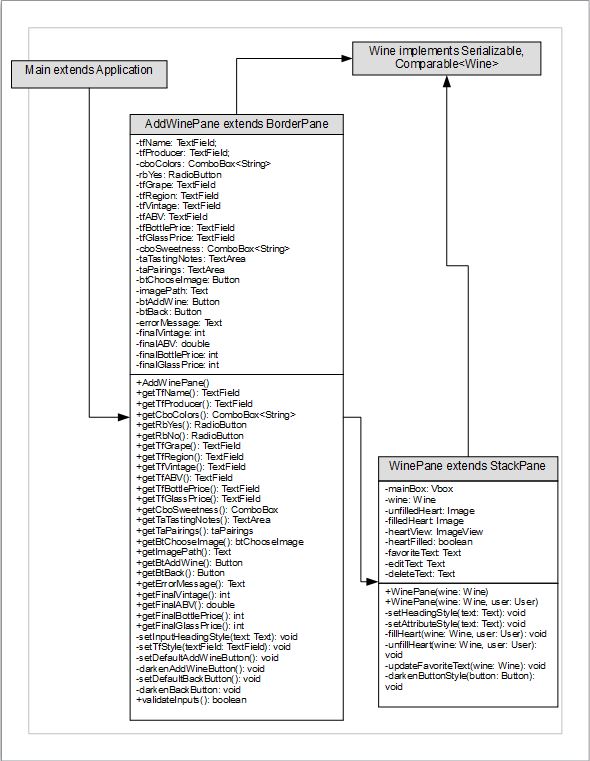 Main extends Application
Wine implements Serializable,
Comparable<Wine>
AddWinePane extends BorderPane
-tfName: TextField;
-tfProducer: TextField;
-cboColors: ComboBox<String>
-rbYes: RadioButton
-tfGrape: TextField
-tfRegion: TextField
-tfVintage: TextField
-tfABV: TextField
-tfBottlePrice: TextField
-tfGlassPrice: TextField
-cboSweetness: ComboBox<String>
-taTastingNotes: TextArea
-taPairings: TextArea
-btChooseImage: Button
-imagePath: Text
-btAddWine: Button
-btBack: Button
-errorMessage: Text
-finalVintage: int
-finalABV: double
-finalBottlePrice: int
-finalGlassPrice: int
+AddWinePane()
+getTfName(): TextField
+getTfProducer(): TextField
+getCboColors(): ComboBox<String>
+getRbYes(): RadioButton
+getRbNo(): RadioButton
+getTfGrape(): TextField
+getTfRegion(): TextField
+getTfVintage(): TextField
+getTfABV(): TextField
+getTfBottlePrice(): TextField
+getTfGlassPrice(): TextField
+getCboSweetness(): ComboBox
+getTaTastingNotes(): TextArea
+getTaPairings(): taPairings
+getBtChooseImage(): btChooseImage
+getImagePath(): Text
+getBtAddWine(): Button
+getBtBack(): Button
+getErrorMessage(): Text
+getFinalVintage(): int
+getFinalABV(): double
+getFinalBottlePrice(): int
+getFinalGlassPrice(): int
-setInputHeadingStyle(text: Text): void
-setTfStyle(textField: TextField): void
-setDefaultAddWineButton(): void
-darkenAddWineButton(): void
-setDefaultBackButton(): void
-darkenBackButton: void
+validateInputs(): boolean
WinePane extends StackPane
-mainBox: Vbox
-wine: Wine
-unfilledHeart: Image
-filledHeart: Image
-heartView: ImageView
-heartFilled: boolean
-favoriteText: Text
-editText: Text
-deleteText: Text
+WinePane(wine: Wine)
+WinePane(wine: Wine, user: User)
-setHeadingStyle(text: Text): void
-setAttributeStyle(text: Text): void
-fillHeart(wine: Wine, user: User): void
-unfillHeart(wine: Wine, user: User):
void
-updateFavoriteText(wine: Wine): void
-darkenButtonStyle(button: Button):
void